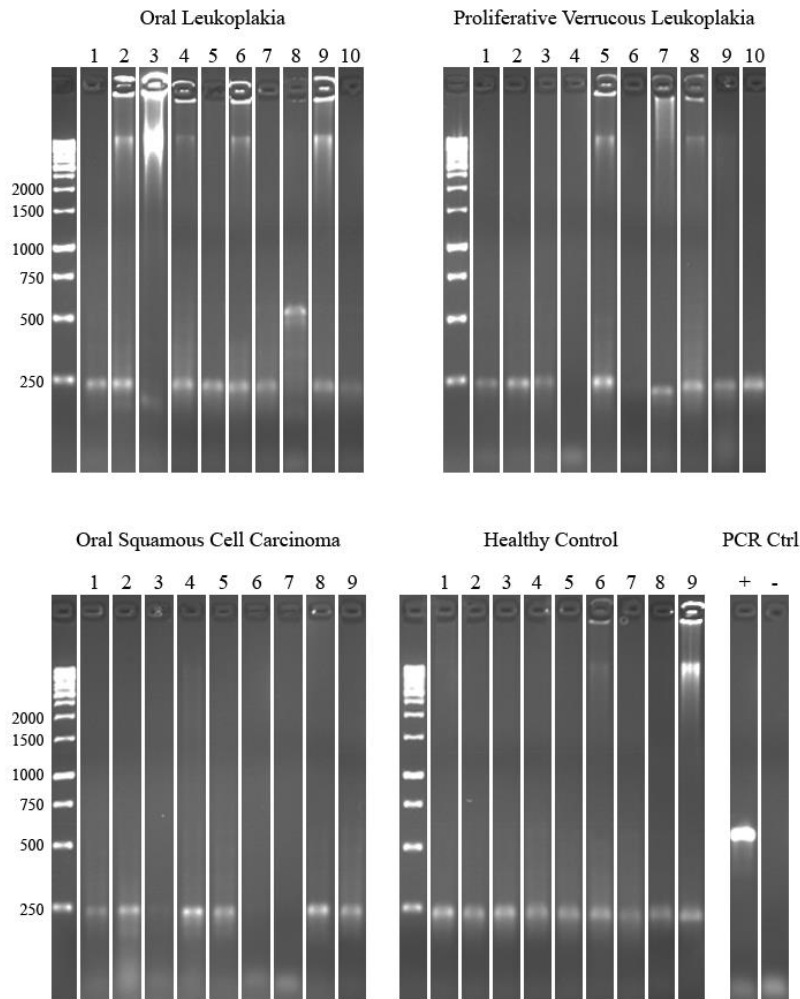 Oral Leukoplakia
1 2 3 4 5 6 7 8 9 10
2000
1500
1000
750
500
250
Proliferative Verrucous Leukoplakia
1 2 3 4 5 6 7 8 9 10
Oral Squamous Cell Carcinoma
1 2 3 4 5 6 7 8 9
2000
1500
1000
750
500
250
Healthy Control
1 2 3 4 5 6 7 8 9
PCR Ctrl
+ -